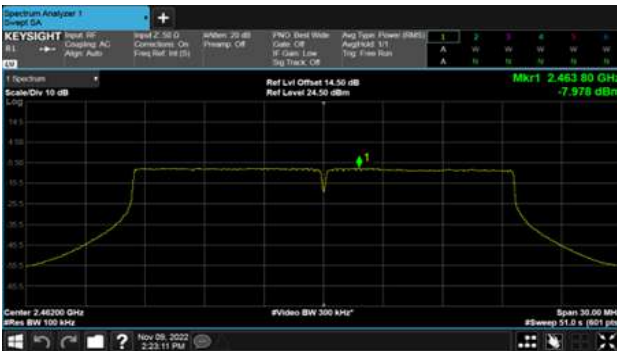 Spectrum Analyzer 1
Swept SA
+
KEYSIGHT Input: RF Input Z: 50 Ω #Atten: 20 dB PNO: Best Wide Avg Type: Power (RMS) 1 2 3 4 5 6
RL Coupling: AC Corrections: On Preamp: Off Gate: Off Avg|Hold: 1/1 A W W W W W
Align: Auto Freq Ref: Int (S) IF Gain: Low Trig: Free Run
Sig Track: Off A N N N N N
1 Spectrum Ref Lvl Offset 14.50 dB Mkr1 2.463 80 GHz
Scale/Div 10 dB Ref Level 24.50 dBm -7.978 dBm
Log
14.5
4.50
-5.50
-15.5
-25.5
-35.5
-45.5
-55.5
-65.5
1
Center 2.46200 GHz #Video BW 300 kHz* Span 30.00 MH
#Res BW 100 kHz #Sweep 51.0 s (601 pts
? Nov 09, 2022
2:23:11 PM